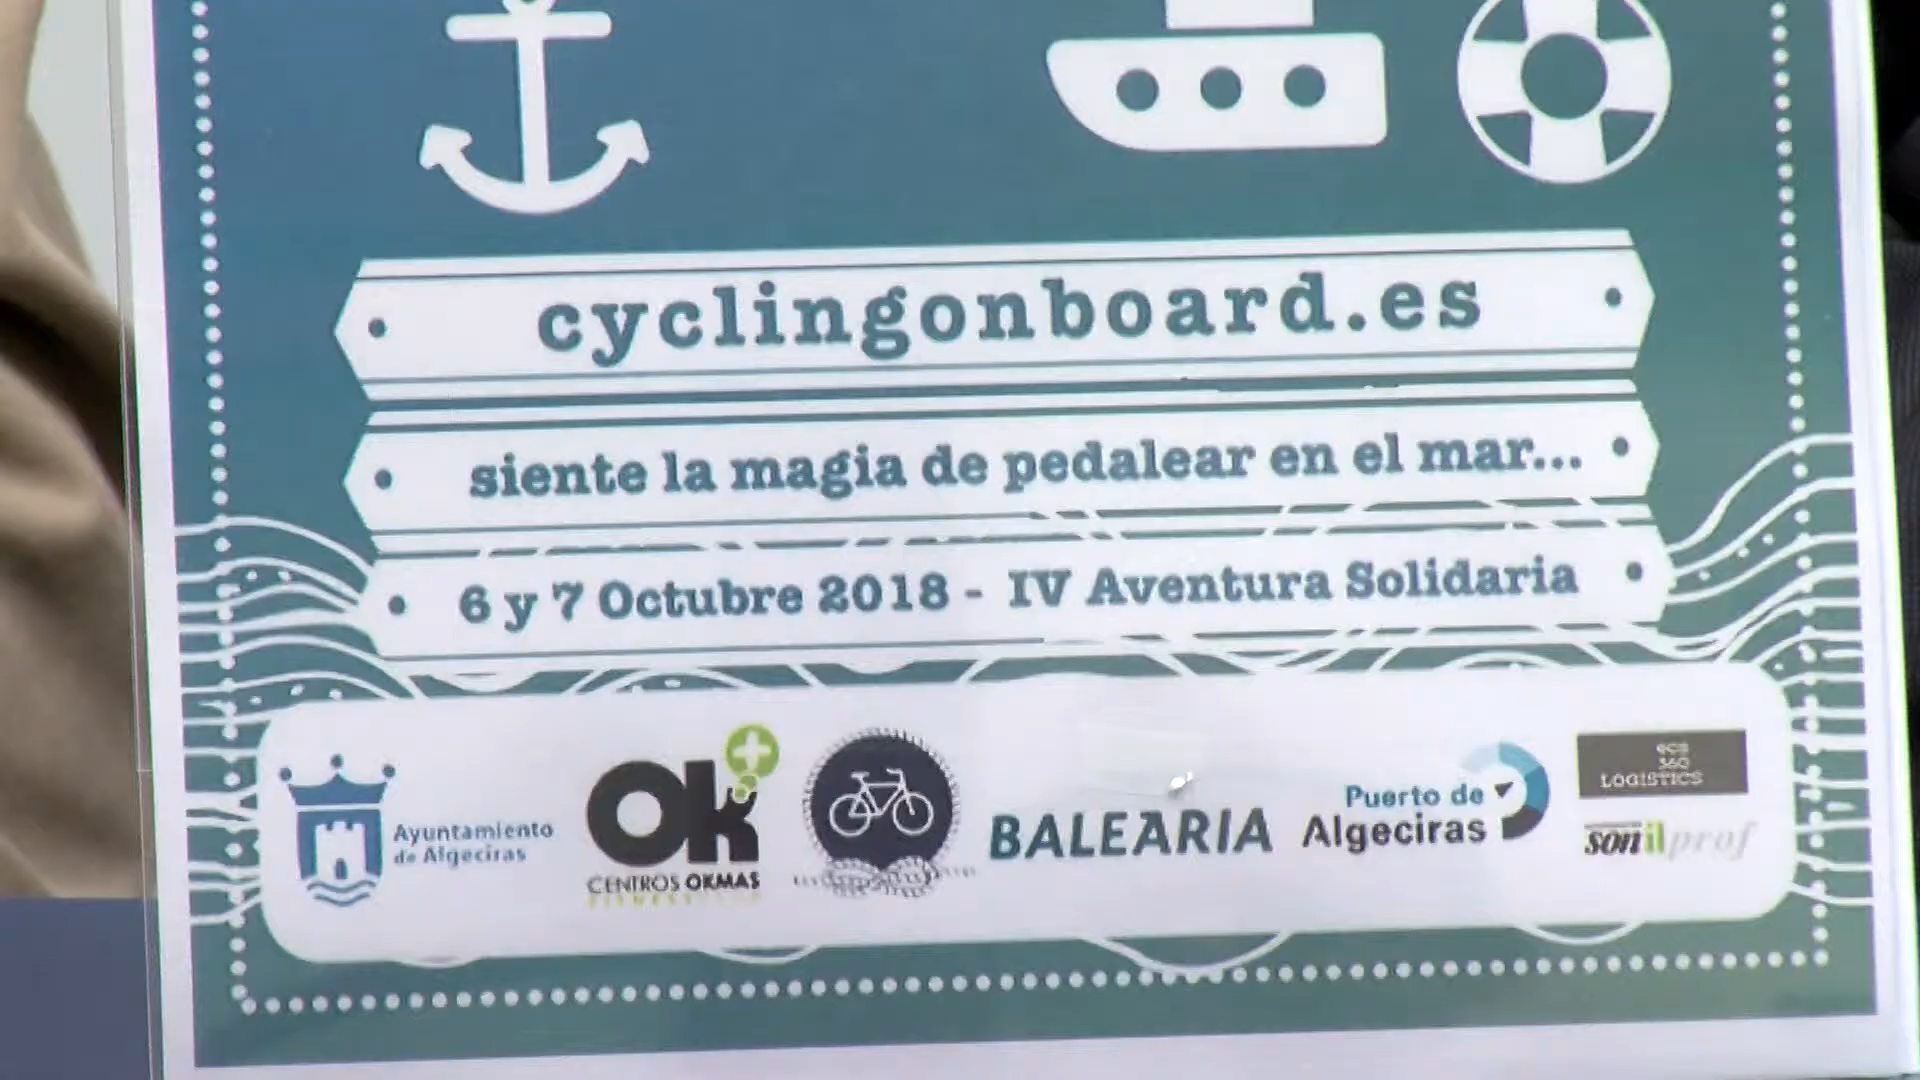 cyclingonboard.es
siente la magia de pedalear en el mar...
6 y 7 Octubre 2018 - IV Aventura Solidaria
Ayuntamiento
de Algeciras
Ok+
CENTROS OKMAS
BALEARIA
Puerto de
Algeciras
ecs
360
LOGISTICS
sonilprof